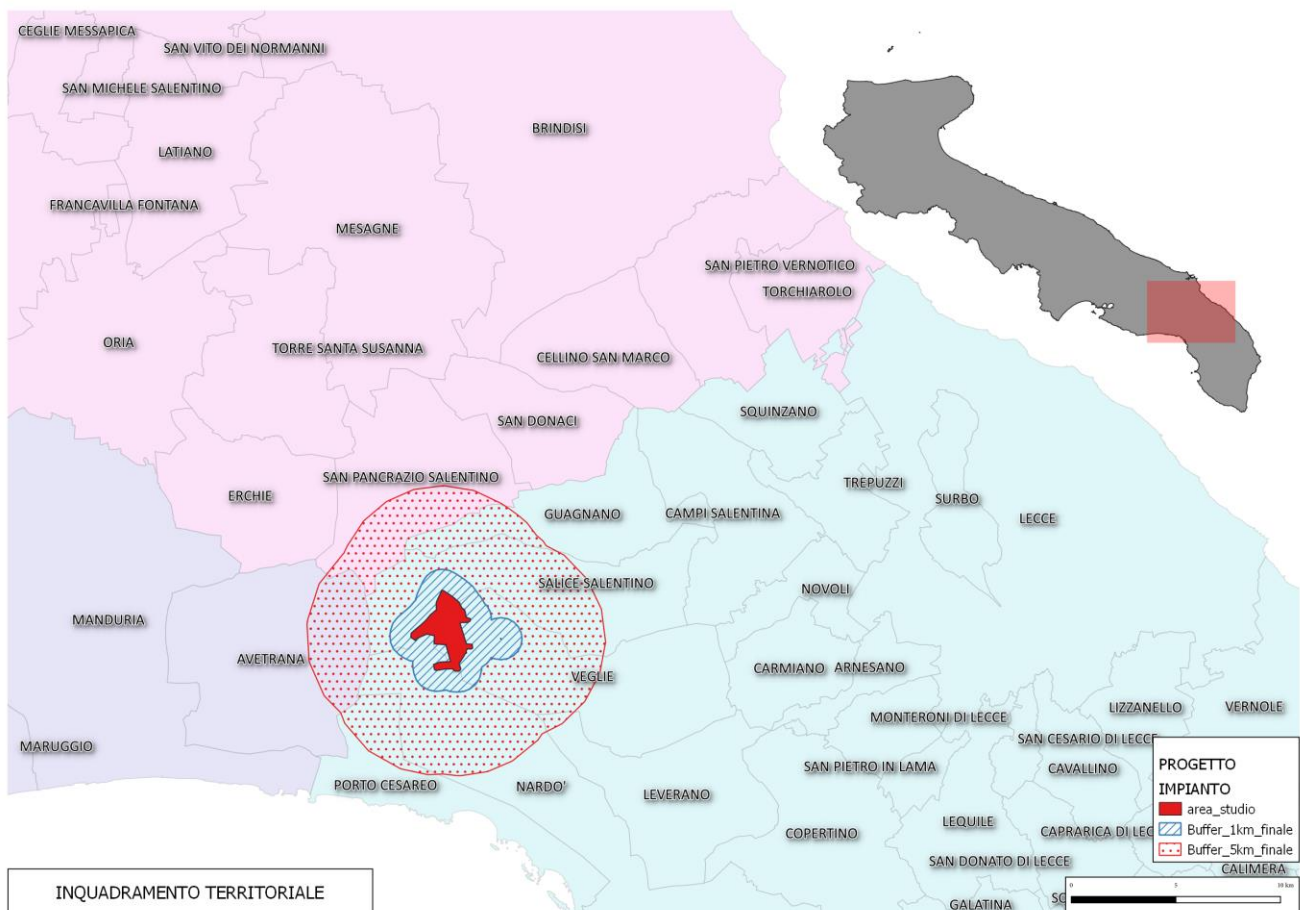 CEGLIE MESSAPICA
SAN VITO DEI NORMANNI
SAN MICHELE SALENTINO
BRINDISI
LATIANO
FRANCAVILLA FONTANA
MESAGNE
SAN PIETRO VERNOTICO
TORCHIAROLO
ORIA
TORRE SANTA SUSANNA
CELLINO SAN MARCO
SQUINZANO
SAN DONACI
SAN PANCRAZIO SALENTINO
TREPUZZI
ERCHIE
SURBO
GUAGNANO
CAMPI SALENTINA
LECCE
SALICE SALENTINO
NOVOLI
MANDURIA
AVETRANA
CARMIANO
ARNESANO
VEGLIE
LIZZANELLO
VERNOLE
MONTERONI DI LECCE
SAN CESARIO DI LECCE
MARUGGIO
SAN PIETRO IN LAMA
CAVALLINO
PORTO CESAREO
NARDO'
LEVERANO
LEQUILE
COPERTINO
CAPRARICA DI LEC
SAN DONATO DI LECCE
CALIMERA
GALATINA
SC
PROGETTO
IMPIANTO
area_studio
Buffer_1km_finale
Buffer_5km_finale
0 5 10 km
INQUADRAMENTO TERRITORIALE